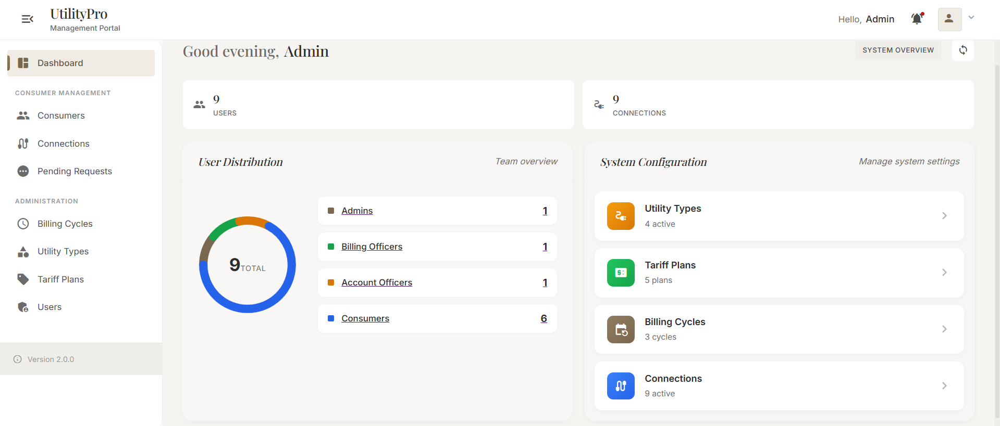 UtilityPro
Management Portal
Hello, Admin
Dashboard
CONSUMER MANAGEMENT
Consumers
Connections
Pending Requests
ADMINISTRATION
Billing Cycles
Utility Types
Tariff Plans
Users
Version 2.0.0
Good evening, Admin
SYSTEM OVERVIEW
9
USERS
9
CONNECTIONS
User Distribution
Team overview
9 TOTAL
Admins 1
Billing Officers 1
Account Officers 1
Consumers 6
System Configuration
Manage system settings
Utility Types
4 active
Tariff Plans
5 plans
Billing Cycles
3 cycles
Connections
9 active